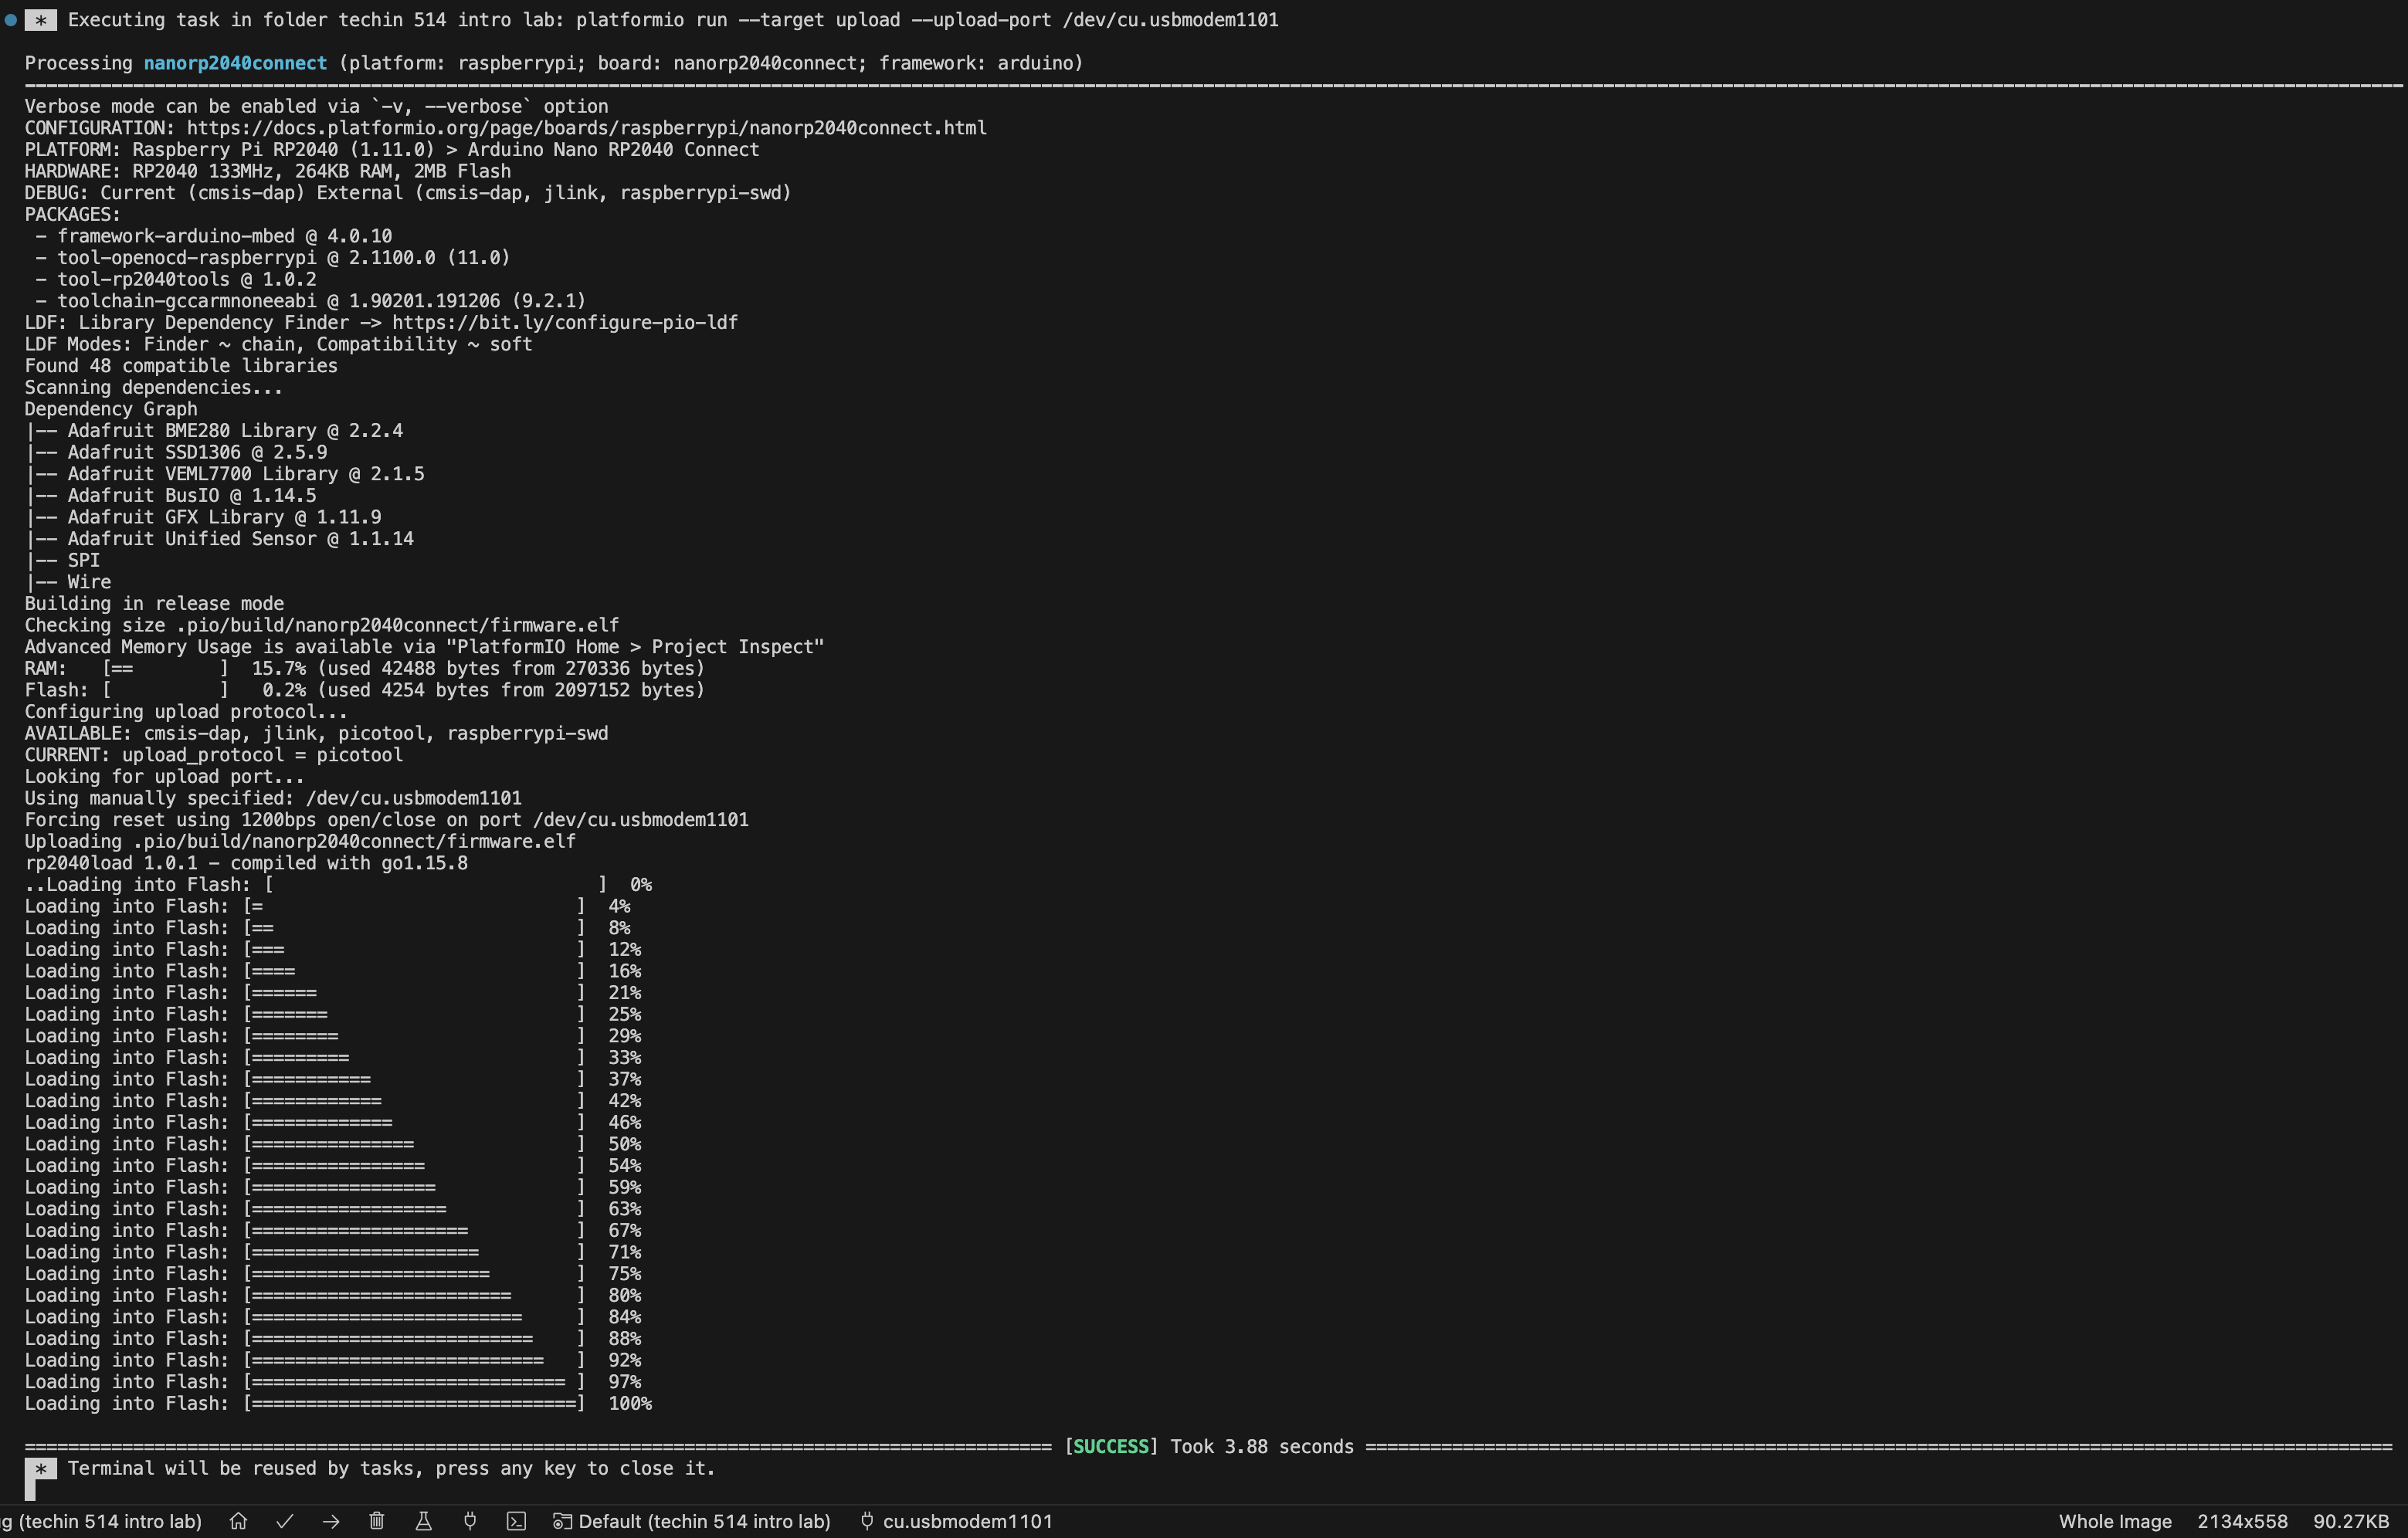 * Executing task in folder techin 514 intro lab: platformio run --target upload --upload-port /dev/cu.usbmodem1101
Processing nanorp2040connect (platform: raspberrypi; board: nanorp2040connect; framework: arduino)
Verbose mode can be enabled via `-v, --verbose` option
CONFIGURATION: https://docs.platformio.org/page/boards/raspberrypi/nanorp2040connect.html
PLATFORM: Raspberry Pi RP2040 (1.11.0) > Arduino Nano RP2040 Connect
HARDWARE: RP2040 133MHz, 264KB RAM, 2MB Flash
DEBUG: Current (cmsis-dap) External (cmsis-dap, jlink, raspberrypi-swd)
PACKAGES:
 - framework-arduino-mbed @ 4.0.10
 - tool-openocd-raspberrypi @ 2.1100.0 (11.0)
 - tool-rp2040tools @ 1.0.2
 - toolchain-gccarmnoneeabi @ 1.90201.191206 (9.2.1)
LDF: Library Dependency Finder -> https://bit.ly/configure-pio-ldf
LDF Modes: Finder ~ chain, Compatibility ~ soft
Found 48 compatible libraries
Scanning dependencies...
Dependency Graph
|-- Adafruit BME280 Library @ 2.2.4
|-- Adafruit SSD1306 @ 2.5.9
|-- Adafruit VEML7700 Library @ 2.1.5
|-- Adafruit BusIO @ 1.14.5
|-- Adafruit GFX Library @ 1.11.9
|-- Adafruit Unified Sensor @ 1.1.14
|-- SPI
|-- Wire
Building in release mode
Checking size .pio/build/nanorp2040connect/firmware.elf
Advanced Memory Usage is available via "PlatformIO Home > Project Inspect"
RAM:   [==        ]  15.7% (used 42488 bytes from 270336 bytes)
Flash: [          ]   0.2% (used 4254 bytes from 2097152 bytes)
Configuring upload protocol...
AVAILABLE: cmsis-dap, jlink, picotool, raspberrypi-swd
CURRENT: upload_protocol = picotool
Looking for upload port...
Using manually specified: /dev/cu.usbmodem1101
Forcing reset using 1200bps open/close on port /dev/cu.usbmodem1101
Uploading .pio/build/nanorp2040connect/firmware.elf
rp2040load 1.0.1 - compiled with go1.15.8
..Loading into Flash: [                              ]  0%
Loading into Flash: [=                             ]  4%
Loading into Flash: [==                            ]  8%
Loading into Flash: [===                           ]  12%
Loading into Flash: [====                          ]  16%
Loading into Flash: [======                        ]  21%
Loading into Flash: [=======                       ]  25%
Loading into Flash: [========                      ]  29%
Loading into Flash: [=========                     ]  33%
Loading into Flash: [===========                   ]  37%
Loading into Flash: [============                  ]  42%
Loading into Flash: [=============                 ]  46%
Loading into Flash: [===============               ]  50%
Loading into Flash: [================              ]  54%
Loading into Flash: [=================             ]  59%
Loading into Flash: [==================            ]  63%
Loading into Flash: [====================          ]  67%
Loading into Flash: [=====================         ]  71%
Loading into Flash: [======================        ]  75%
Loading into Flash: [========================      ]  80%
Loading into Flash: [=========================     ]  84%
Loading into Flash: [==========================    ]  88%
Loading into Flash: [===========================   ]  92%
Loading into Flash: [============================= ]  97%
Loading into Flash: [==============================]  100%
[SUCCESS] Took 3.88 seconds
* Terminal will be reused by tasks, press any key to close it.
g (techin 514 intro lab) Default (techin 514 intro lab) cu.usbmodem1101 Whole Image 2134x558 90.27KB